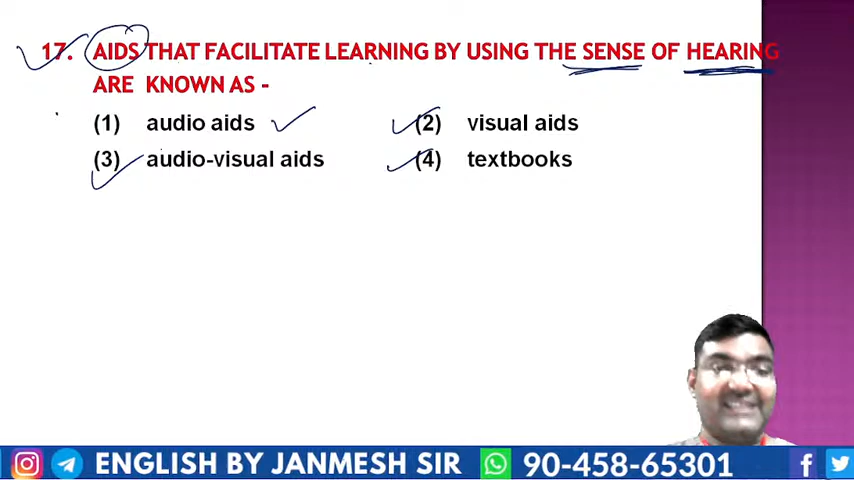 17. AIDS THAT FACILITATE LEARNING BY USING THE SENSE OF HEARING
ARE KNOWN AS -
(1) audio aids (2) visual aids
(3) audio-visual aids (4) textbooks
ENGLISH BY JANMESH SIR 90-458-65301